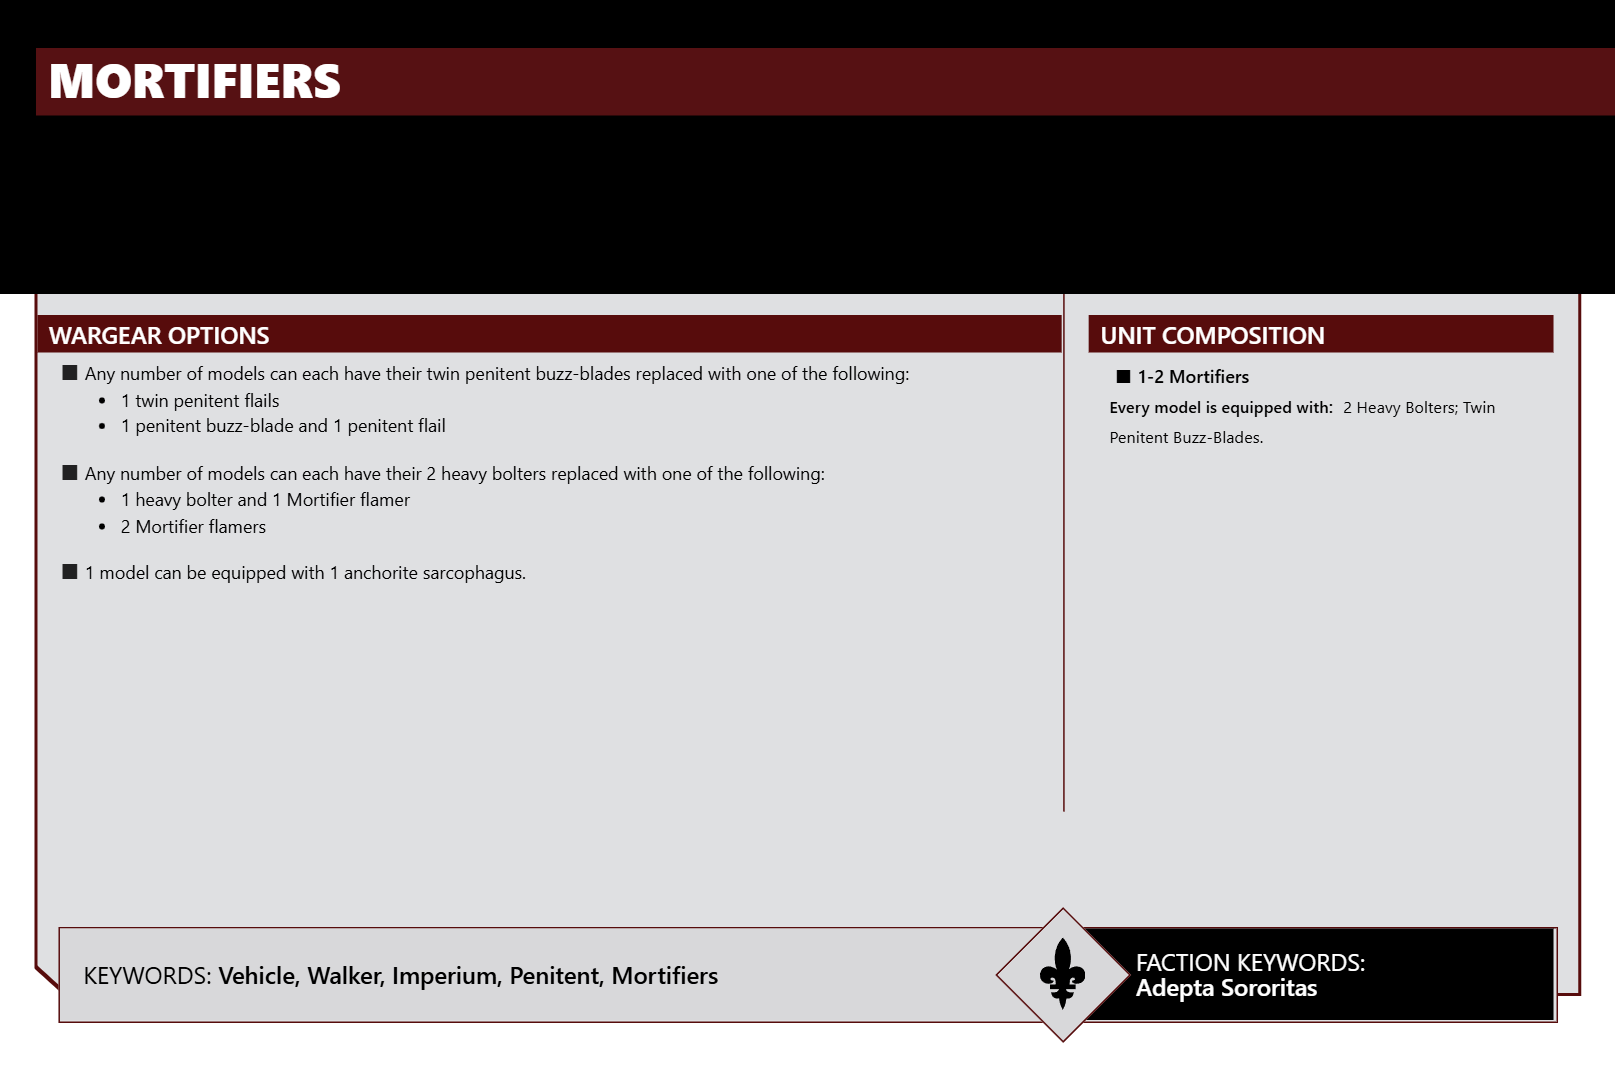 MORTIFIERS
WARGEAR OPTIONS
■ Any number of models can each have their twin penitent buzz-blades replaced with one of the following:
• 1 twin penitent flails
• 1 penitent buzz-blade and 1 penitent flail
■ Any number of models can each have their 2 heavy bolters replaced with one of the following:
• 1 heavy bolter and 1 Mortifier flamer
• 2 Mortifier flamers
■ 1 model can be equipped with 1 anchorite sarcophagus.
UNIT COMPOSITION
■ 1-2 Mortifiers
Every model is equipped with: 2 Heavy Bolters; Twin
Penitent Buzz-Blades.
KEYWORDS: Vehicle, Walker, Imperium, Penitent, Mortifiers
FACTION KEYWORDS:
Adepta Sororitas